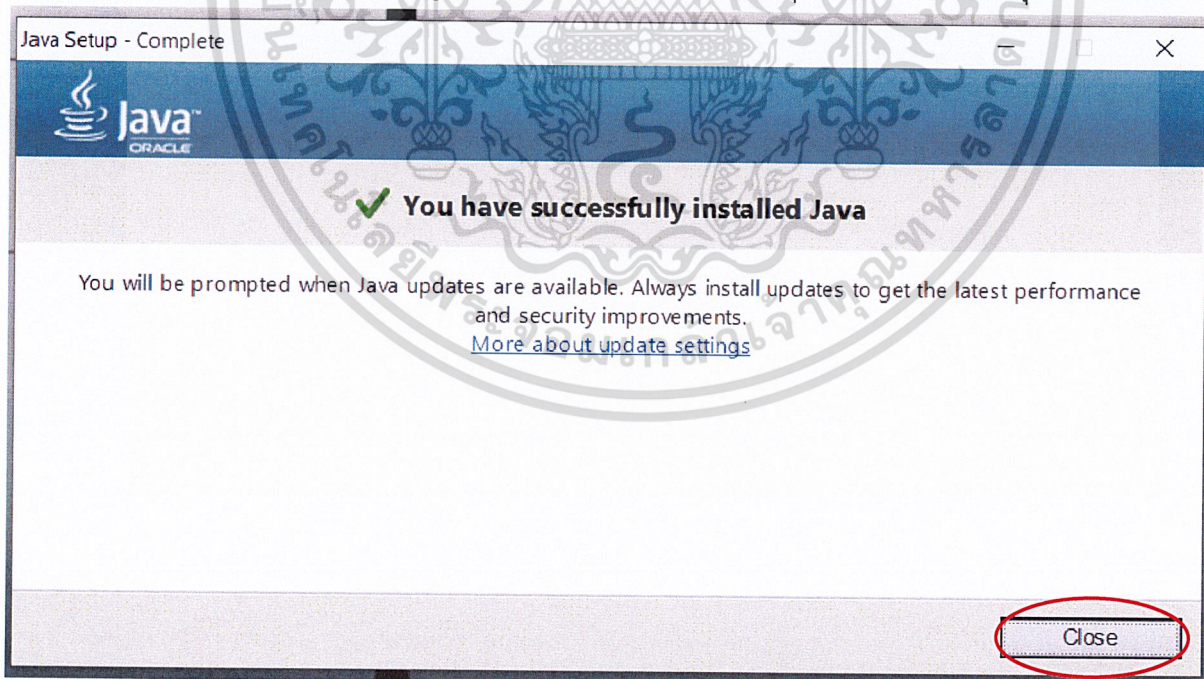 Java Setup - Complete
Java™
ORACLE
You have successfully installed Java
You will be prompted when Java updates are available. Always install updates to get the latest performance
and security improvements.
More about update settings
Close